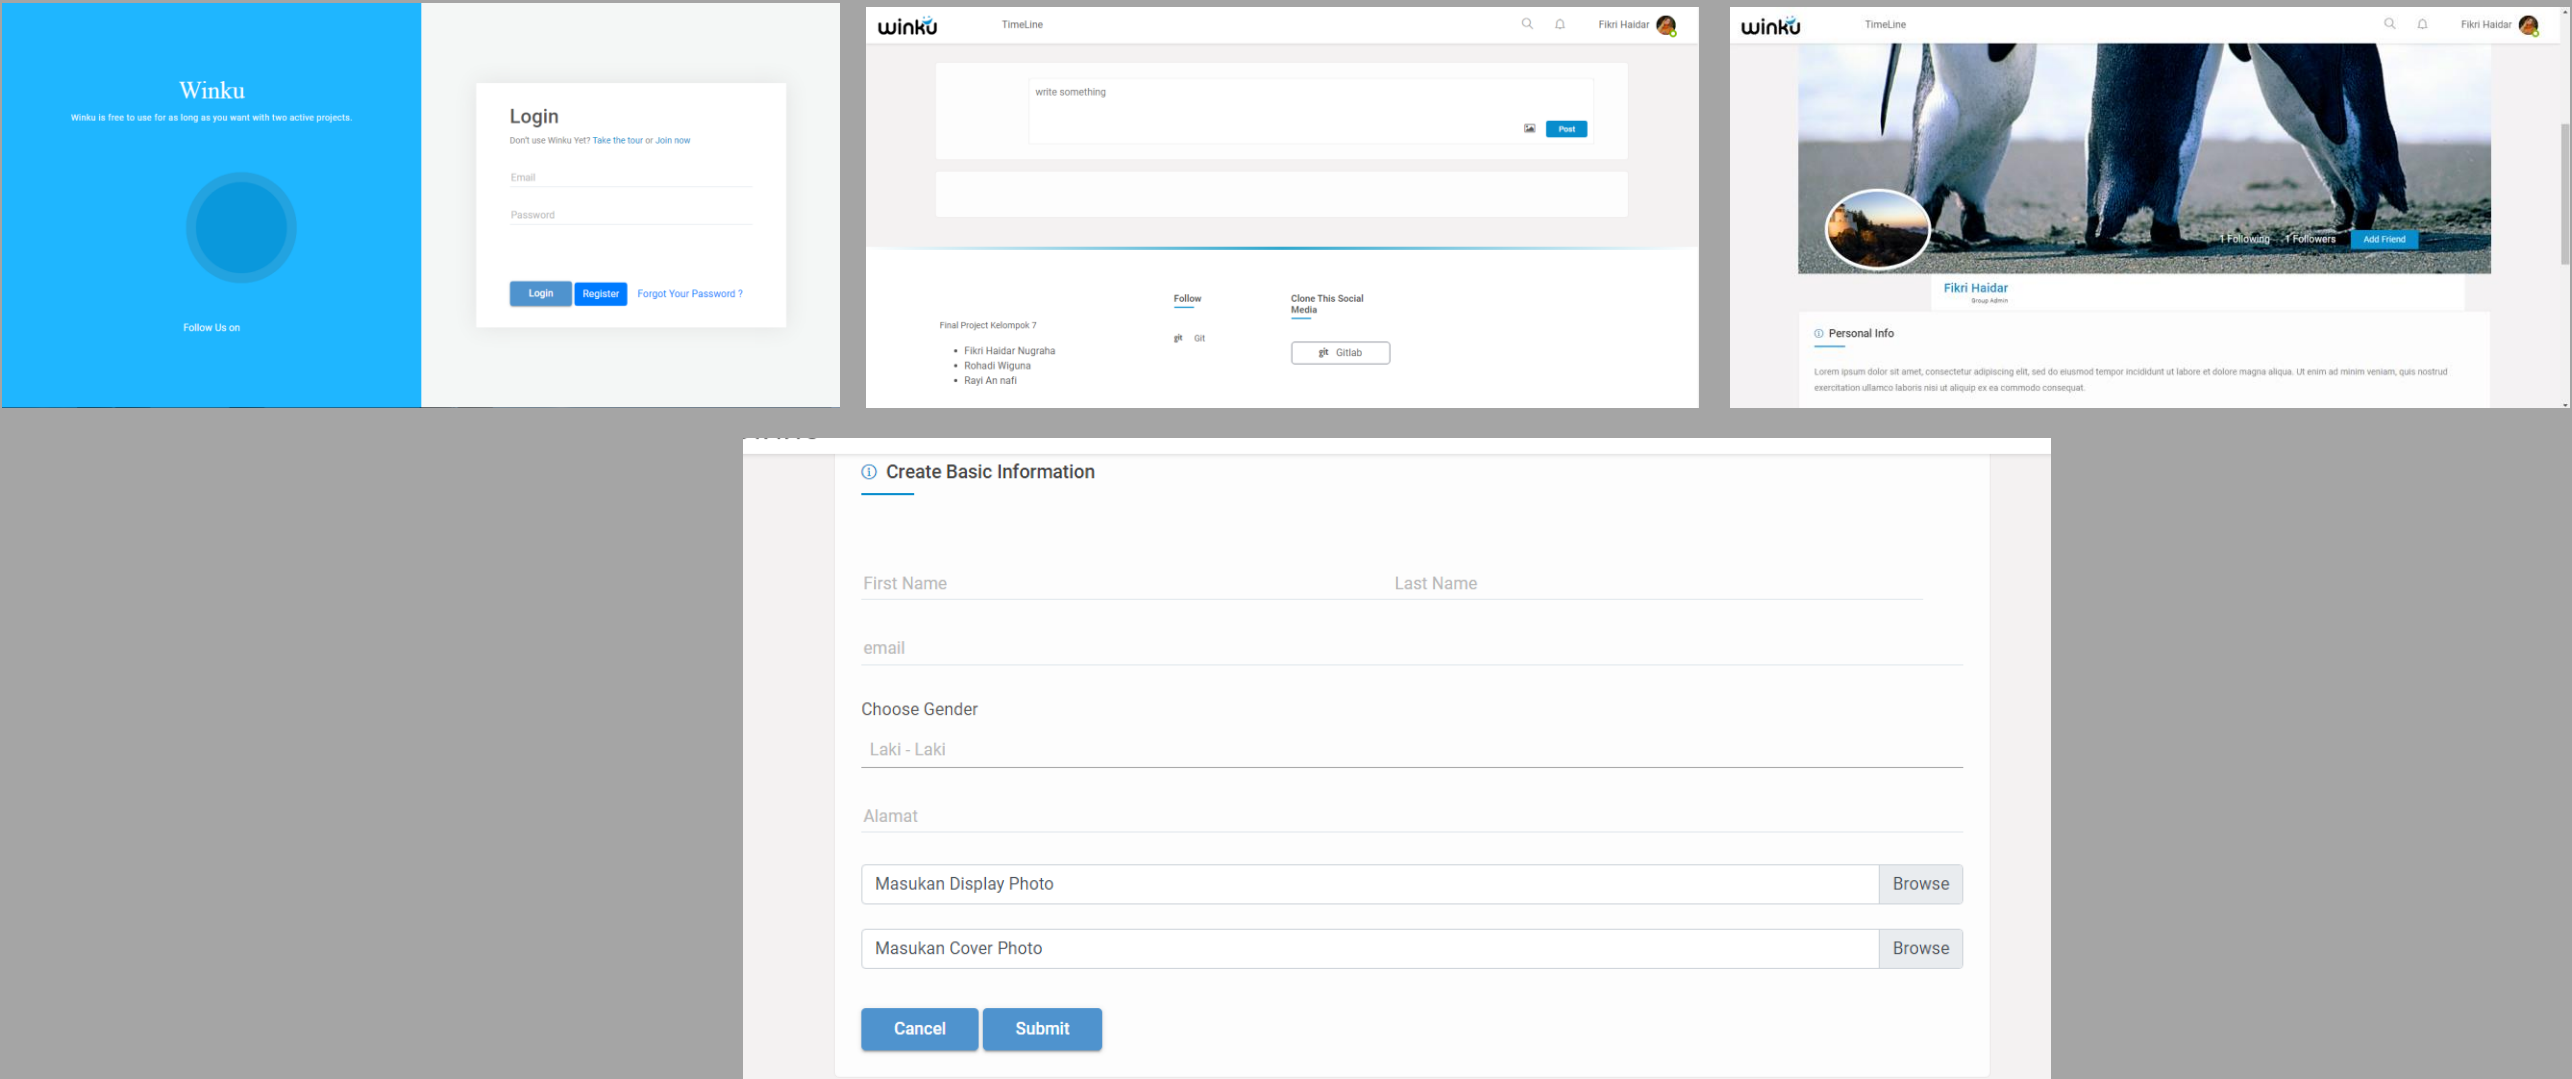 Winku
Winku is free to use for as long as you want with two active projects.
Follow Us on
Login
Don't use Winku Yet? Take the tour or Join now
Email
Password
Login Register Forgot Your Password ?
winku TimeLine Fikri Haidar
write something
Post
Final Project Kelompok 7
Fikri Haidar Nugraha
Rohadi Wiguna
Rayi An nafi
Follow
git Git
Clone This Social
Media
git Gitlab
winku TimeLine Fikri Haidar
1 Following 1 Followers Add Friend
Fikri Haidar
Group Admin
Personal Info
Lorem ipsum dolor sit amet, consectetur adipiscing elit, sed do eiusmod tempor incididunt ut labore et dolore magna aliqua. Ut enim ad minim veniam, quis nostrud
exercitation ullamco laboris nisi ut aliquip ex ea commodo consequat.
Create Basic Information
First Name Last Name
email
Choose Gender
Laki - Laki
Alamat
Masukan Display Photo Browse
Masukan Cover Photo Browse
Cancel Submit